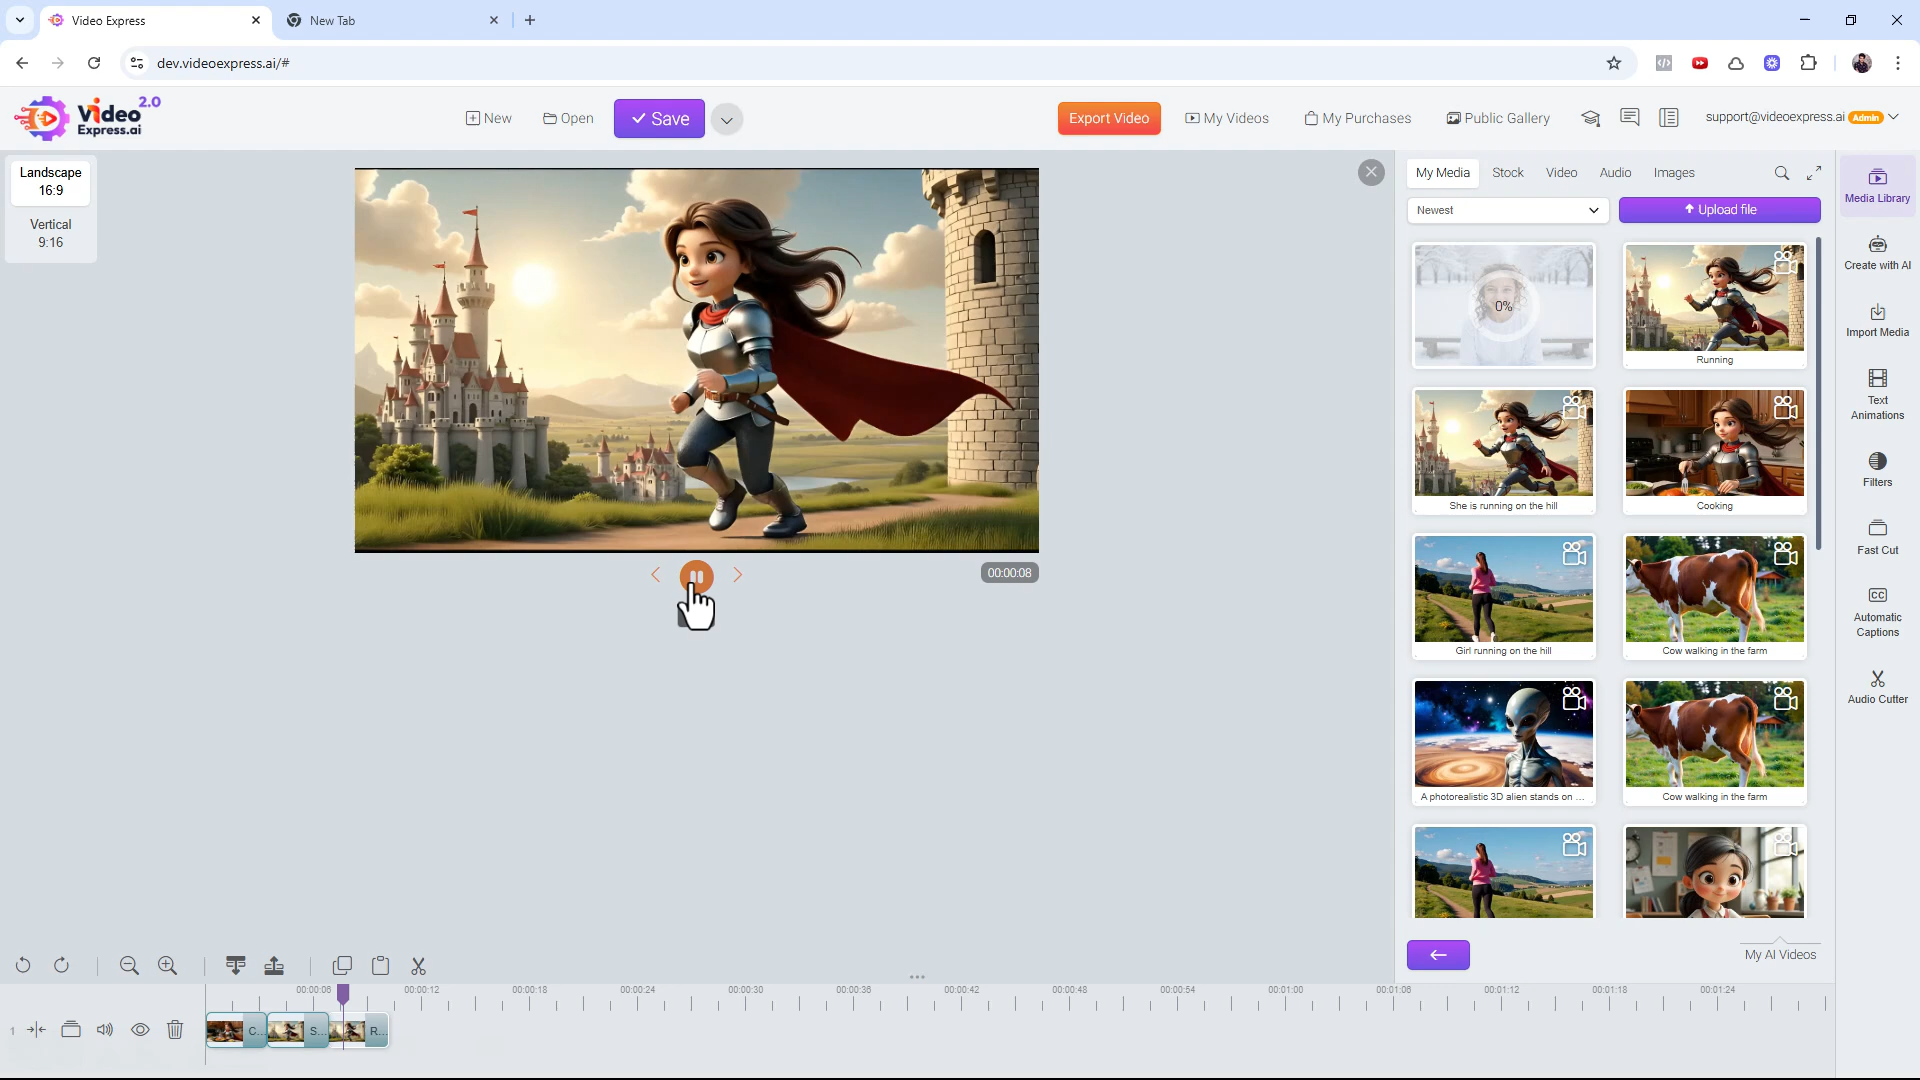 Video Express
New Tab
dev.videoexpress.ai/#
Video 2.0
Express.ai
New
Open
Save
Export Video
My Videos
My Purchases
Public Gallery
support@videoexpress.ai Admin
Landscape
16:9
Vertical
9:16
00:00:08
My Media
Stock
Video
Audio
Images
Newest
Upload file
0%
Running
She is running on the hill
Cooking
Girl running on the hill
Cow walking in the farm
A photorealistic 3D alien stands on ...
Cow walking in the farm
My AI Videos
Media Library
Create with AI
Import Media
Text
Animations
Filters
Fast Cut
CC
Automatic
Captions
Audio Cutter
00:00:06
00:00:12
00:00:18
00:00:24
00:00:30
00:00:36
00:00:42
00:00:48
00:00:54
00:01:00
00:01:06
00:01:12
00:01:18
00:01:24
1
C...
S...
R...